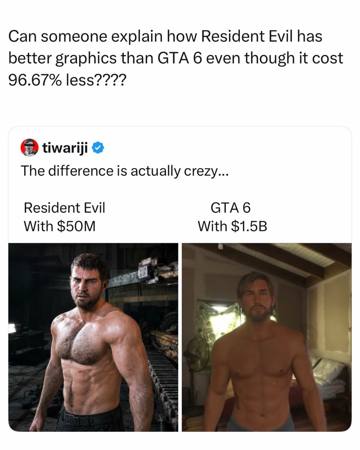 Can someone explain how Resident Evil has
better graphics than GTA 6 even though it cost
96.67% less????
tiwariji
The difference is actually crezy...
Resident Evil
With $50M
GTA 6
With $1.5B